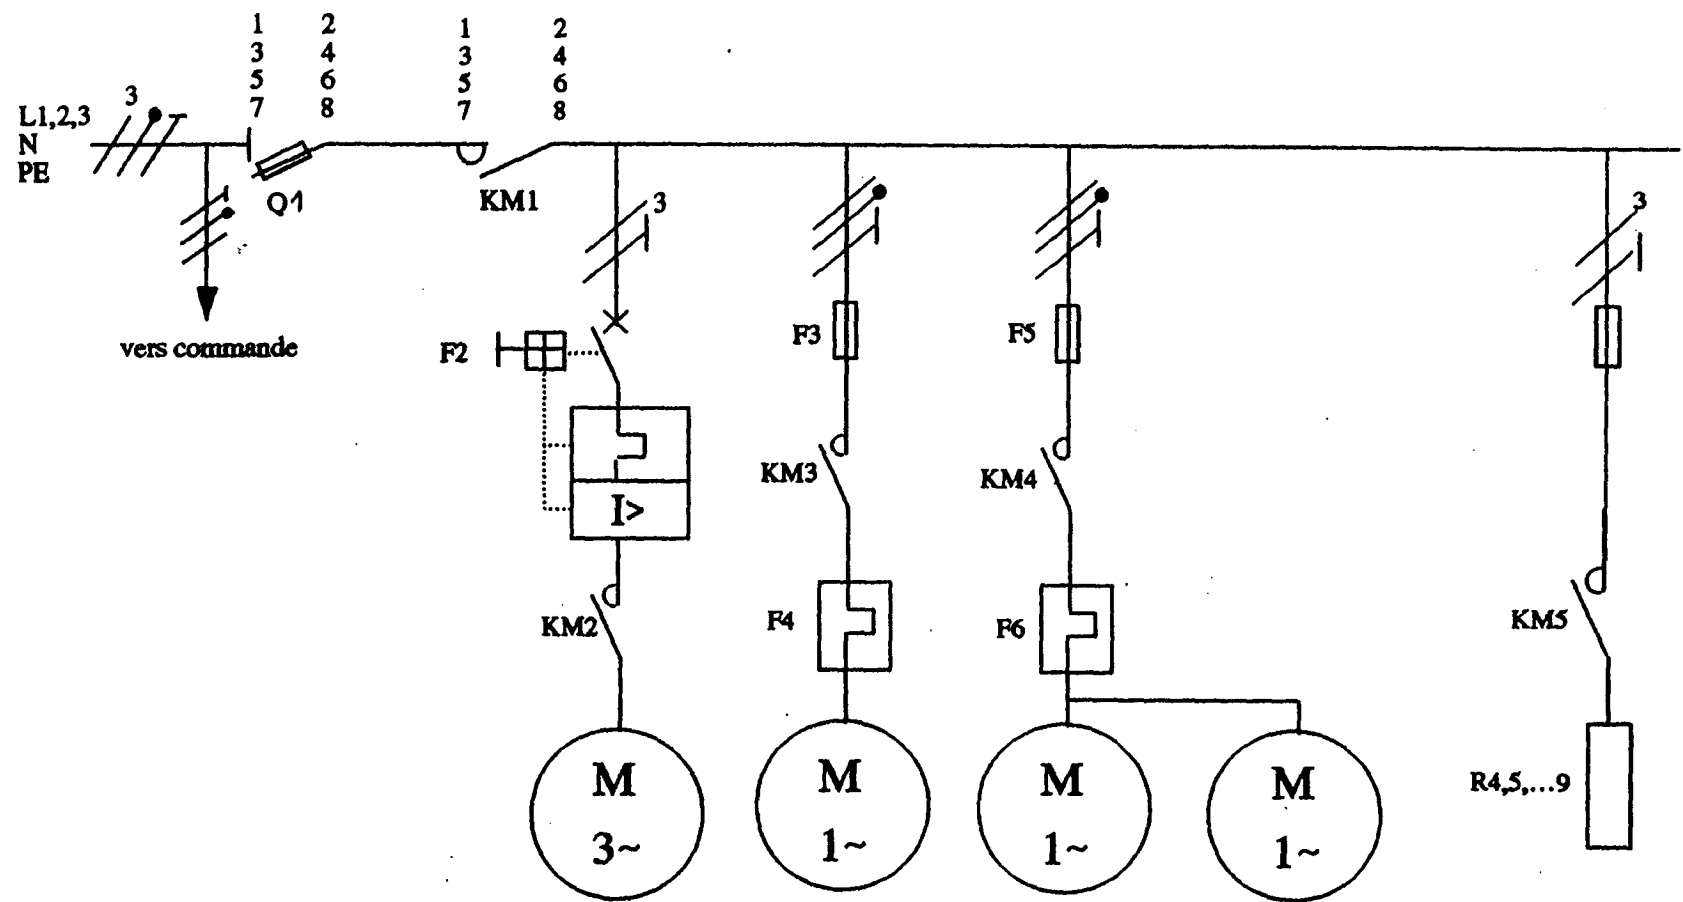 1 2 1 2
3 4 3 4
5 6 5 6
7 8 7 8
3
L1,2,3
N
PE
Q1
KM1
3
3
vers commande
F2
F3
F5
I>
KM3
KM4
KM2
F4
F6
KM5
M
3~
M
1~
M
1~
M
1~
R4,5,...9